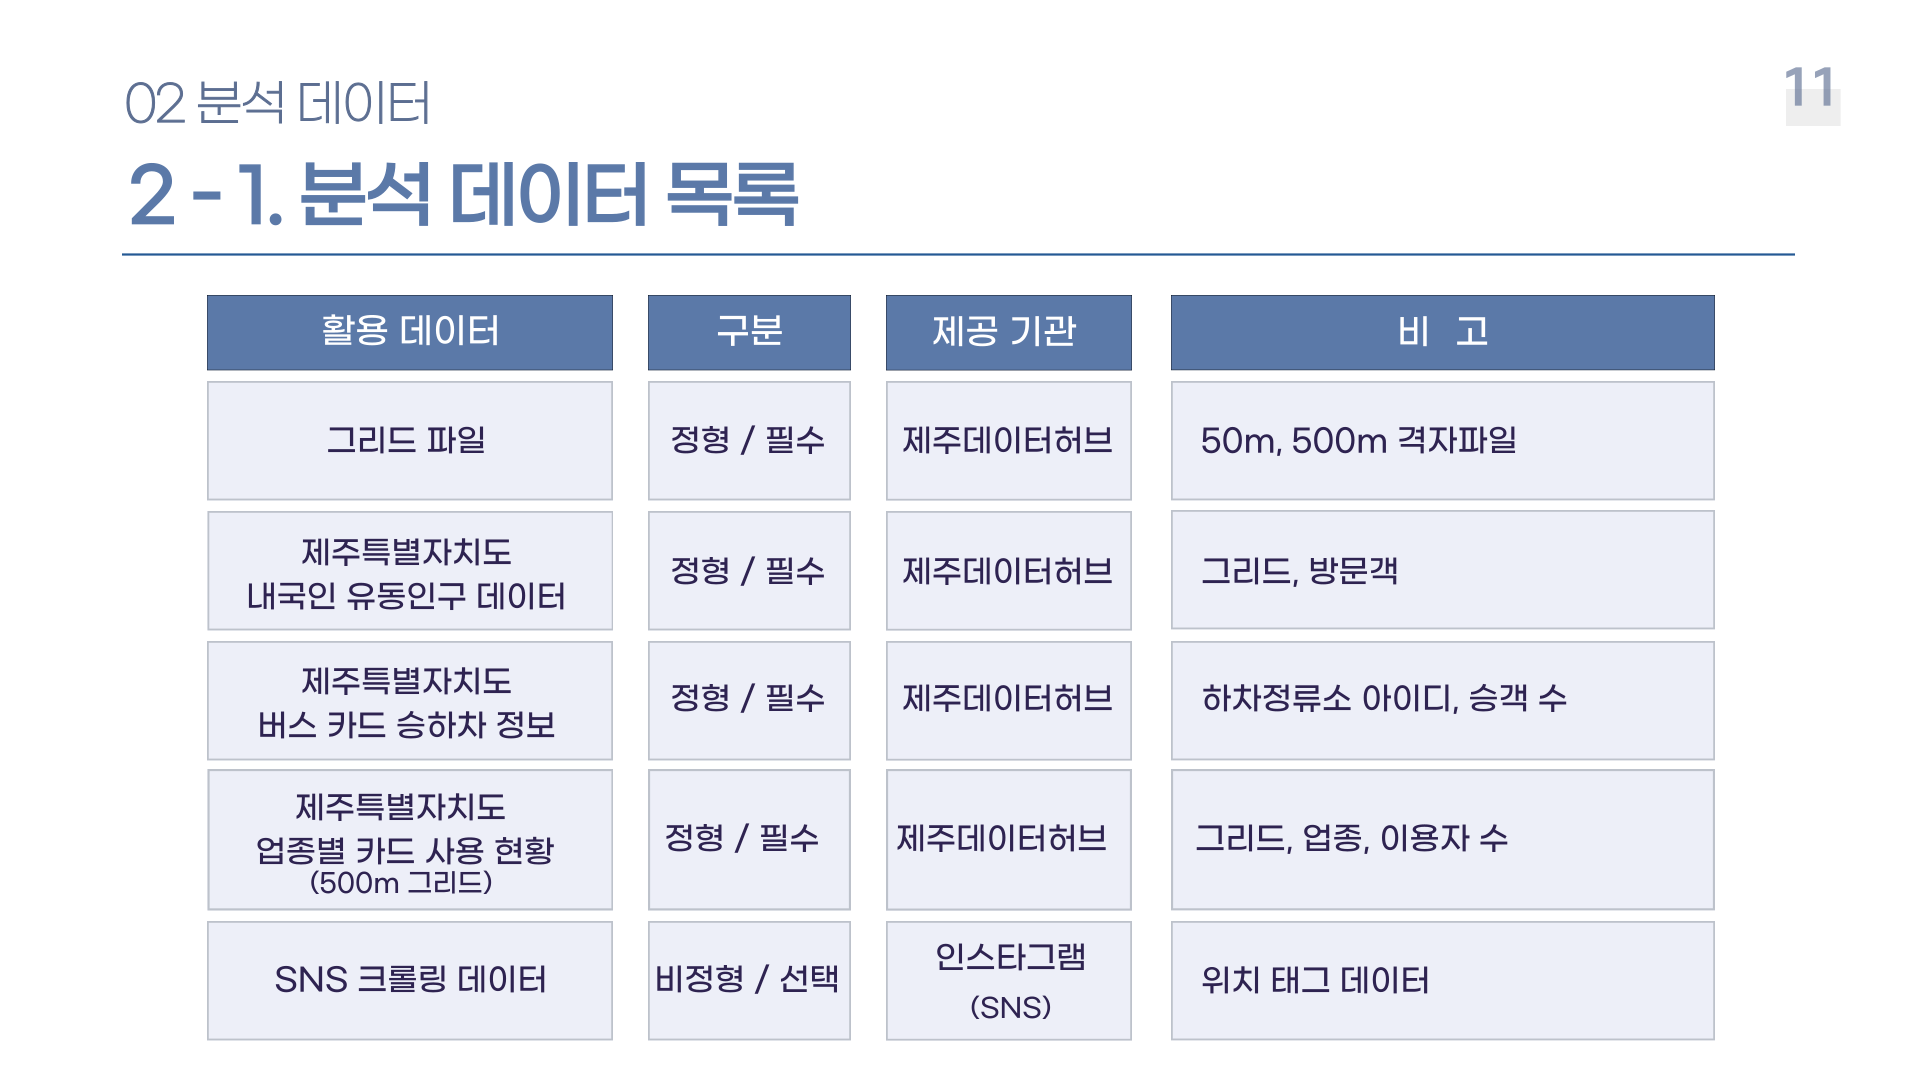 02 분석 데이터
11
2 - 1. 분석 데이터 목록
활용 데이터
구분
제공 기관
비 고
그리드 파일
정형 / 필수
제주데이터허브
50m, 500m 격자파일
제주특별자치도
내국인 유동인구 데이터
정형 / 필수
제주데이터허브
그리드, 방문객
제주특별자치도
버스 카드 승하차 정보
정형 / 필수
제주데이터허브
하차정류소 아이디, 승객 수
제주특별자치도
업종별 카드 사용 현황
(500m 그리드)
정형 / 필수
제주데이터허브
그리드, 업종, 이용자 수
SNS 크롤링 데이터
비정형 / 선택
인스타그램
(SNS)
위치 태그 데이터